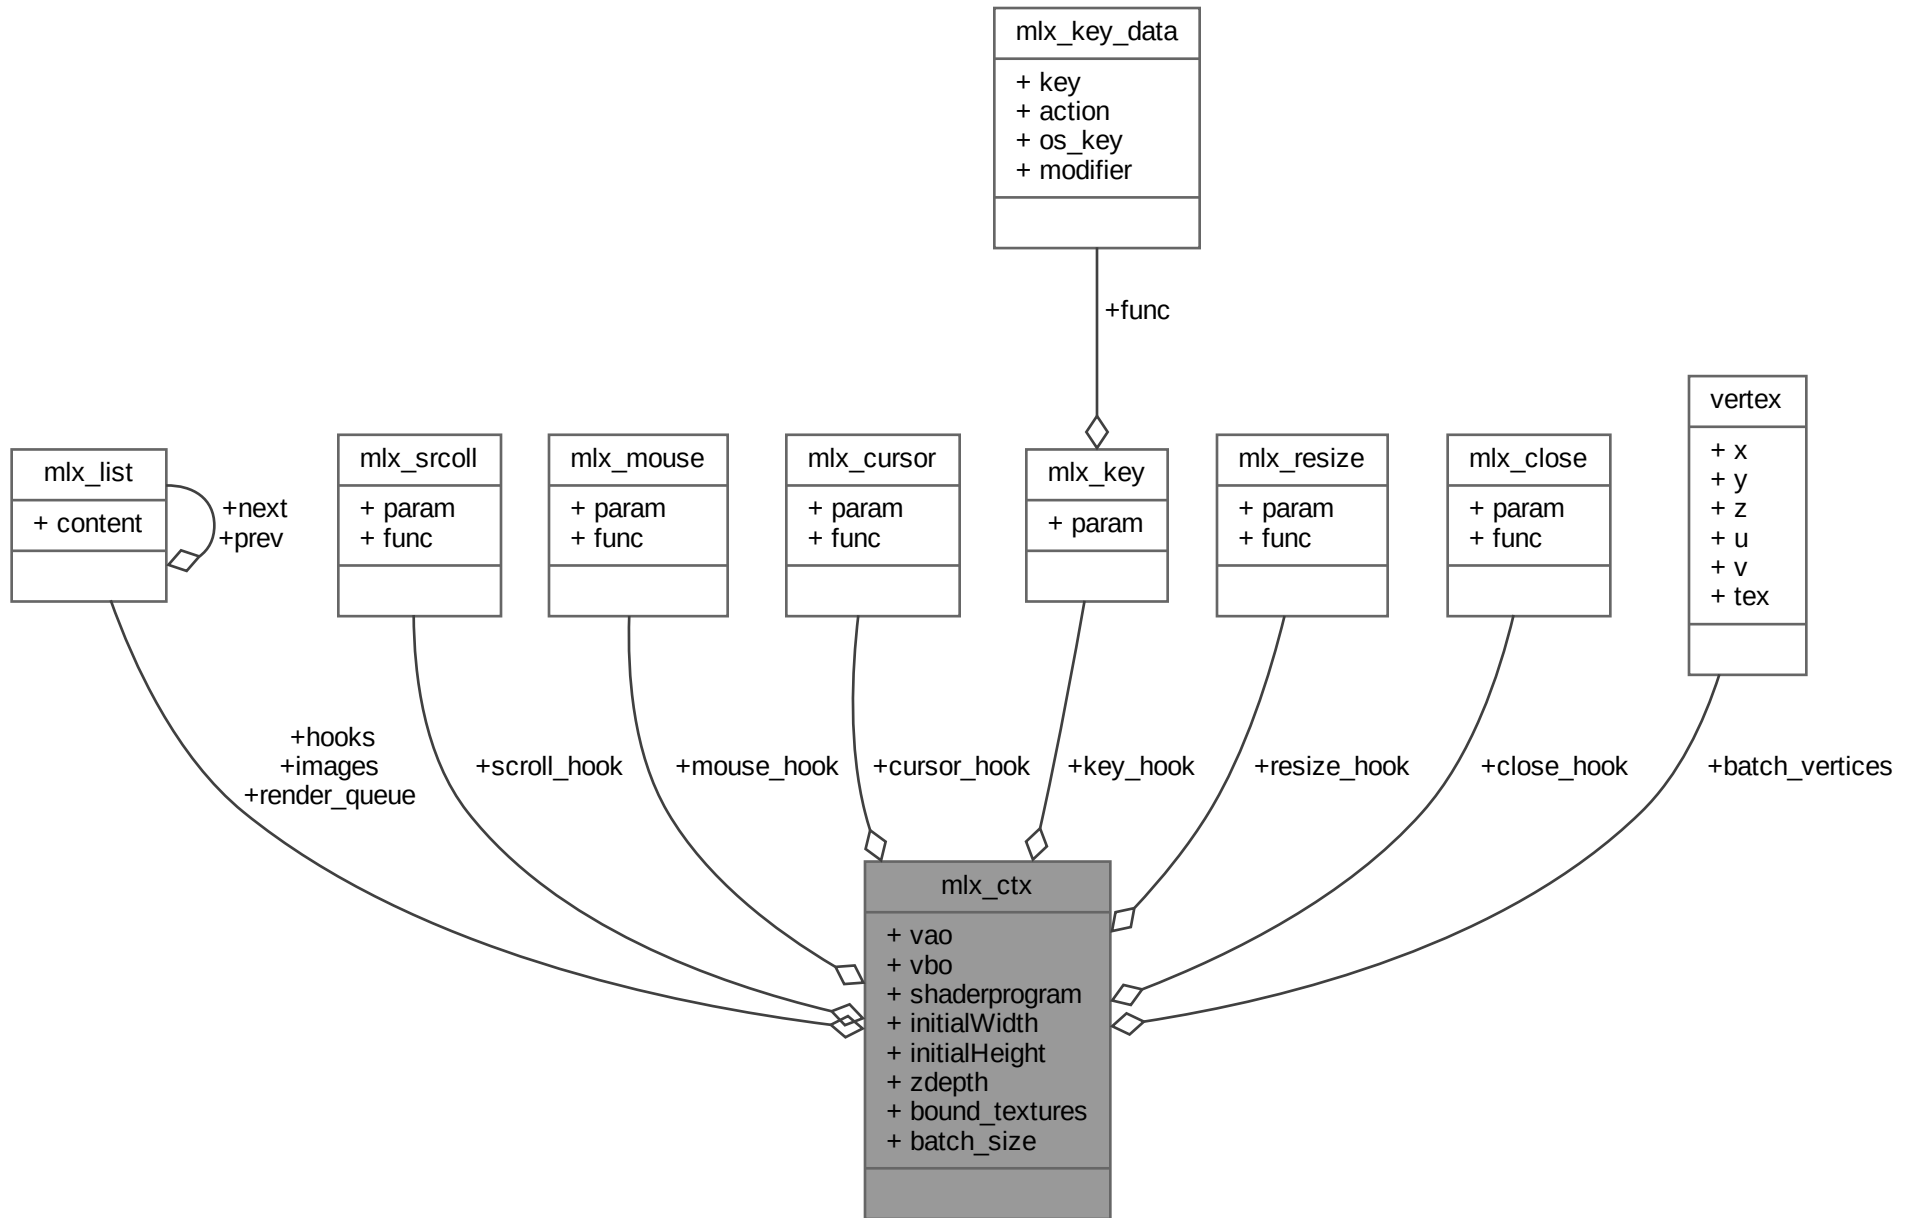 mlx_key_data
+ key
+ action
+ os_key
+ modifier
+func
mlx_list
+ content
+next
+prev
mlx_srcoll
+ param
+ func
mlx_mouse
+ param
+ func
mlx_cursor
+ param
+ func
mlx_key
+ param
mlx_resize
+ param
+ func
mlx_close
+ param
+ func
vertex
+ x
+ y
+ z
+ u
+ v
+ tex
+hooks
+images
+render_queue
+scroll_hook
+mouse_hook
+cursor_hook
+key_hook
+resize_hook
+close_hook
+batch_vertices
mlx_ctx
+ vao
+ vbo
+ shaderprogram
+ initialWidth
+ initialHeight
+ zdepth
+ bound_textures
+ batch_size